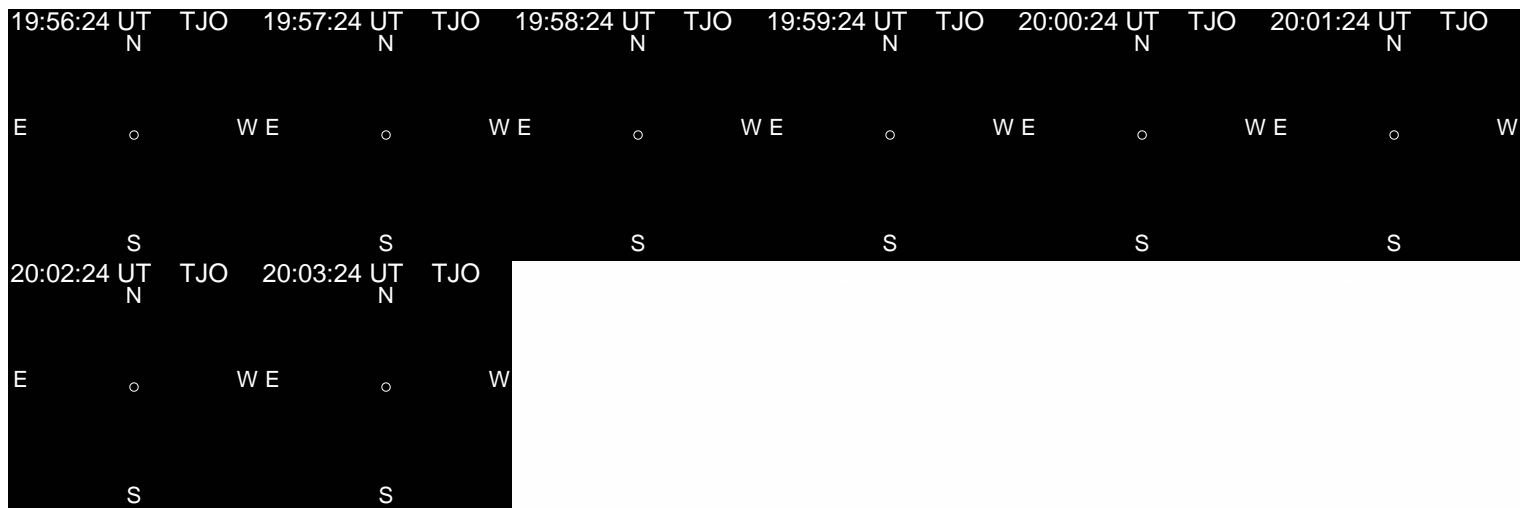 19:56:24 UT TJO 19:57:24 UT TJO 19:58:24 UT TJO 19:59:24 UT TJO 20:00:24 UT TJO 20:01:24 UT TJO
N N N N N N
E W E W E W E W E W E W
S S S S S S
20:02:24 UT TJO 20:03:24 UT TJO
N N
E W E W
S S